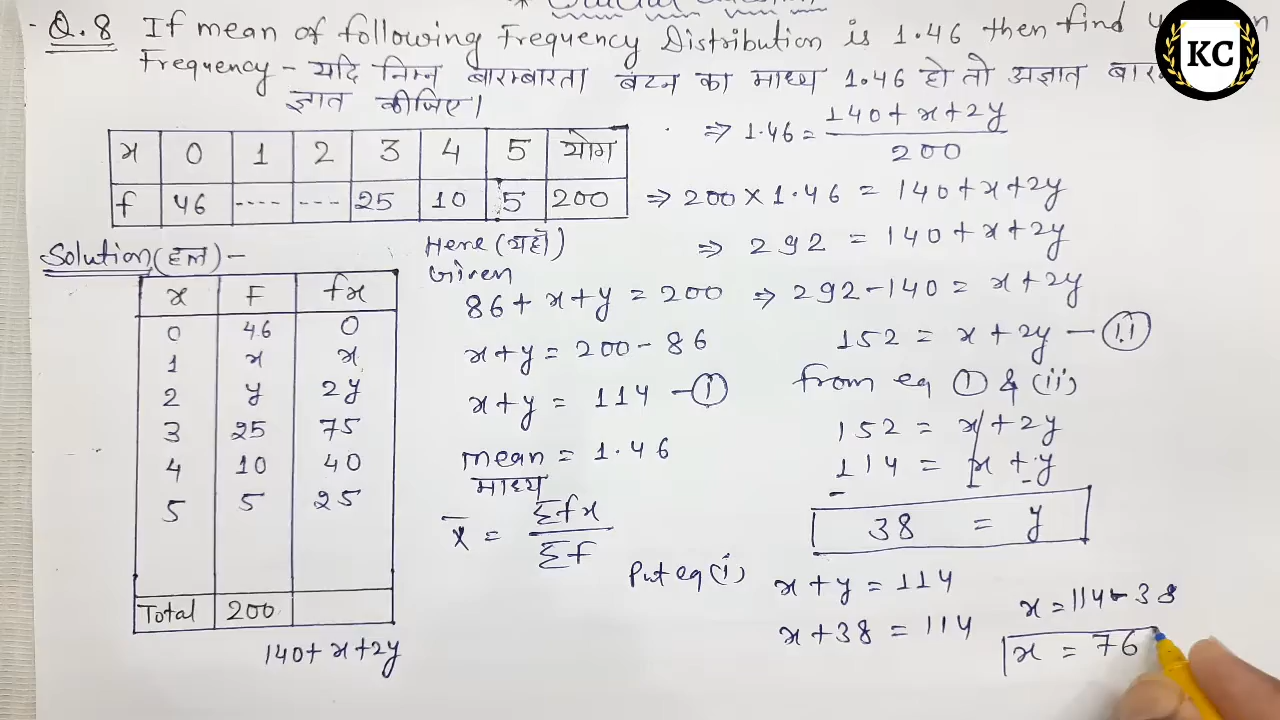 Q.8 If mean of following Frequency Distribution is 1.46 then find
Frequency - यदि निम्न बारम्बारता बंटन का माध्य 1.46 हो तो अज्ञात
ज्ञात कीजिए।
KC
x 0 1 2 3 4 5 योग
f 46 ---- --- 25 10 5 200
Solution (हल) -
x F fx
0 46 0
1 x x
2 y 2y
3 25 75
4 10 40
5 5 25
Total 200
140+x+2y
Here (यहाँ)
Given
86+x+y = 200
x+y = 200-86
x+y = 114 - (i)
mean = 1.46
माध्य
x̄ = Σfx / Σf
⇒ 1.46 = 140+x+2y / 200
⇒ 200×1.46 = 140+x+2y
⇒ 292 = 140+x+2y
⇒ 292-140 = x+2y
152 = x+2y - (ii)
from eq (i) & (ii)
152 = x+2y
114 = x+y
- - -
38 = y
Put eq (i)
x+y = 114
x+38 = 114
x = 114-38
x = 76